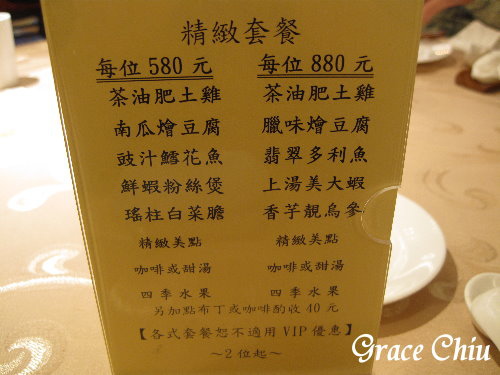 精緻套餐
每位 580 元
茶油肥土雞
南瓜燴豆腐
豉汁鱈花魚
鮮蝦粉絲煲
瑤柱白菜膽
精緻美點
咖啡或甜湯
四季水果
每位 880 元
茶油肥土雞
臘味燴豆腐
翡翠多利魚
上湯美大蝦
香芋靚烏參
精緻美點
咖啡或甜湯
四季水果
另加點布丁或咖啡酌收 40 元
【各式套餐恕不適用 VIP 優惠】
～2 位起～
Grace Chiu